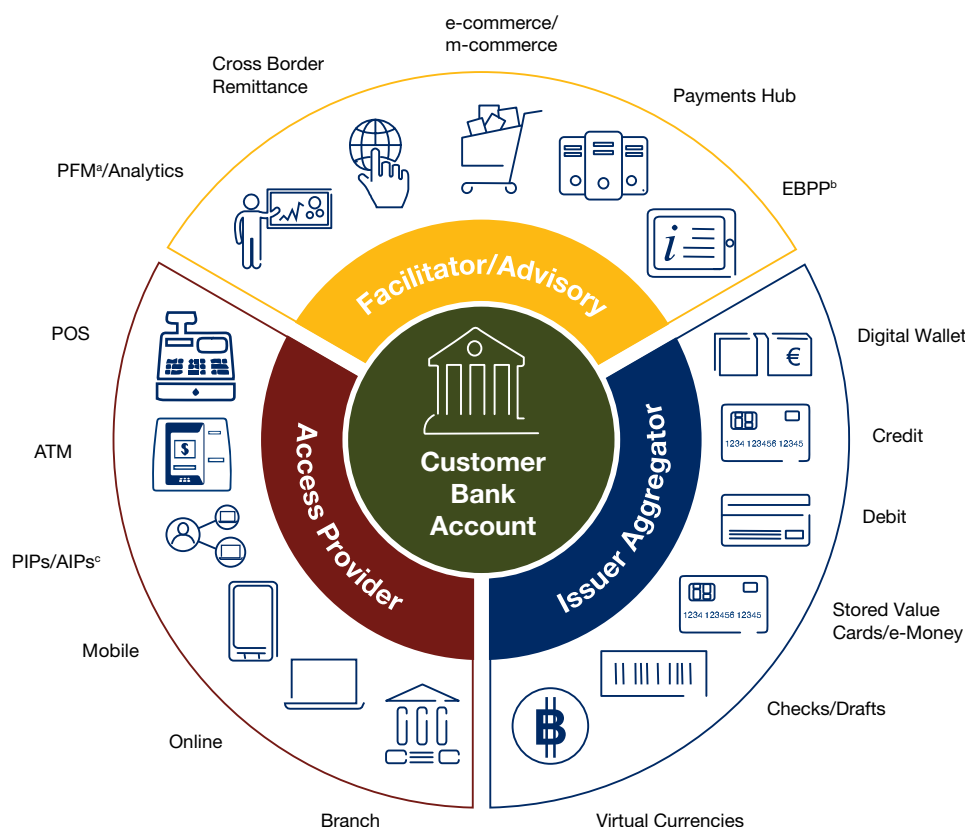 e-commerce/
m-commerce
Cross Border
Remittance
Payments Hub
PFMᵃ/Analytics
EBPPᵇ
i
Facilitator/Advisory
POS
Digital Wallet
€
ATM
$
Credit
1234 123456 12345
Customer
Bank
Account
Access Provider
Issuer Aggregator
Debit
PIPs/AIPsᶜ
Stored Value
Cards/e-Money
1234 123456 12345
Mobile
Checks/Drafts
Online
B
Branch
Virtual Currencies